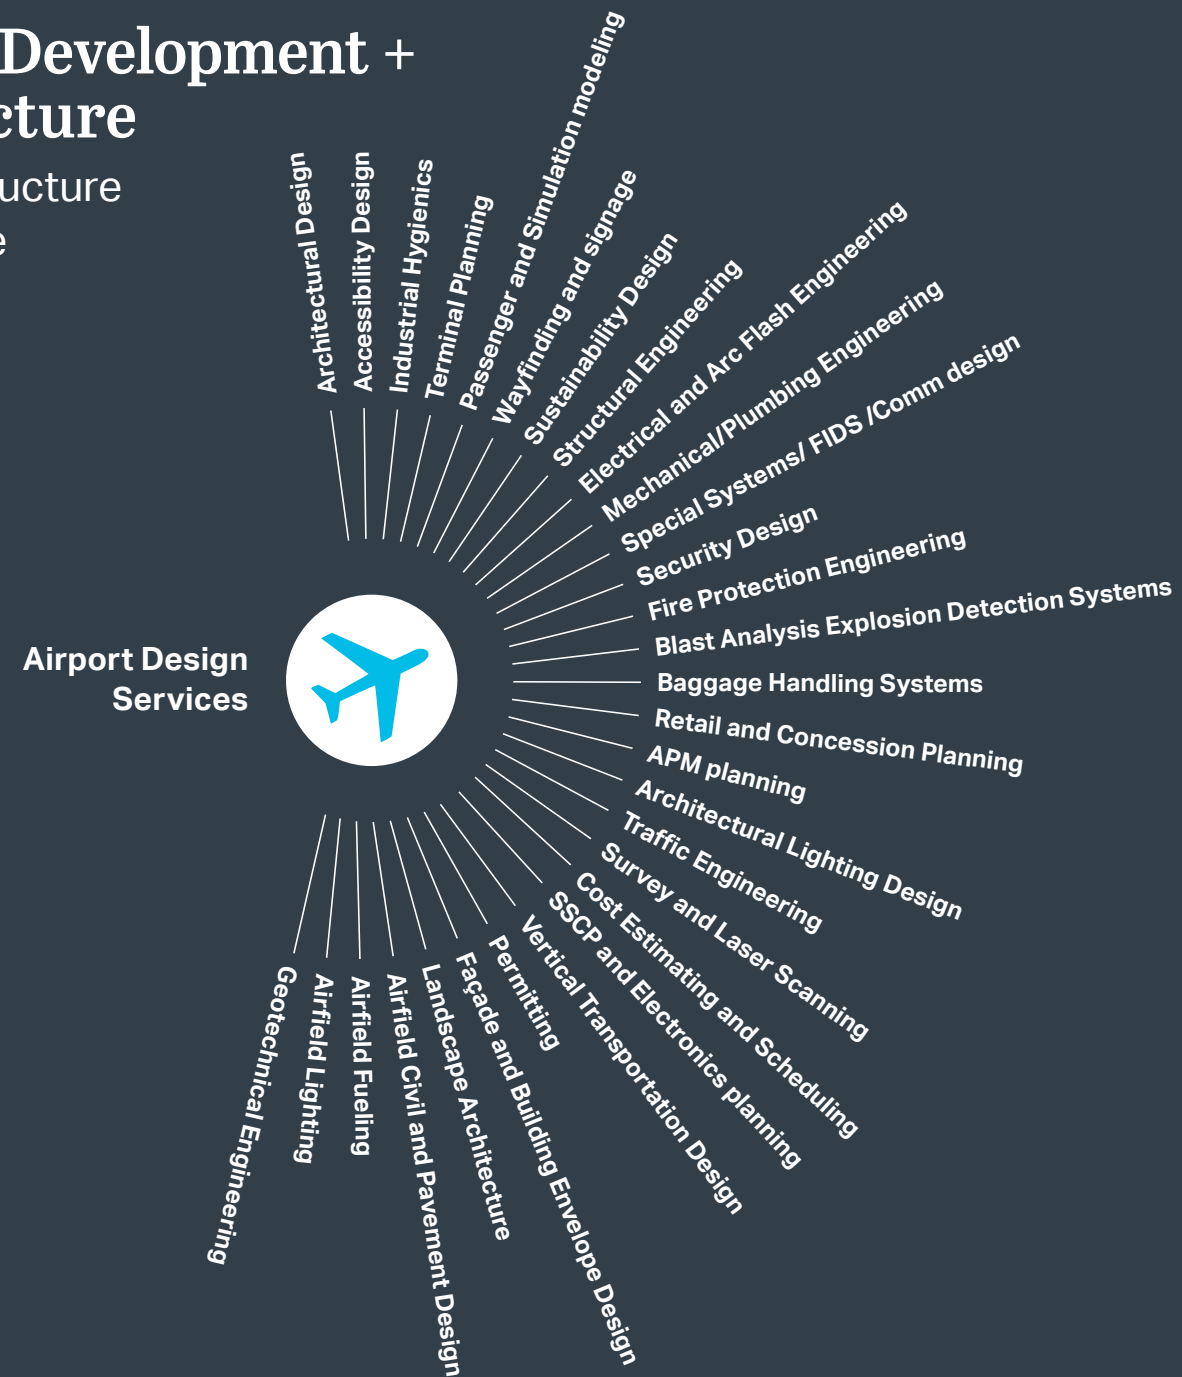 Development +
cture
ucture
e
Airport Design
Services
Architectural Design
Accessibility Design
Industrial Hygienics
Terminal Planning
Passenger and Simulation modeling
Wayfinding and signage
Sustainability Design
Structural Engineering
Electrical and Arc Flash Engineering
Mechanical/Plumbing Engineering
Special Systems/ FIDS /Comm design
Security Design
Fire Protection Engineering
Blast Analysis Explosion Detection Systems
Baggage Handling Systems
Retail and Concession Planning
APM planning
Architectural Lighting Design
Traffic Engineering
Survey and Laser Scanning
Cost Estimating and Scheduling
SSCP and Electronics planning
Vertical Transportation Design
Permitting
Façade and Building Envelope Design
Landscape Architecture
Airfield Civil and Pavement Design
Airfield Fueling
Airfield Lighting
Geotechnical Engineering